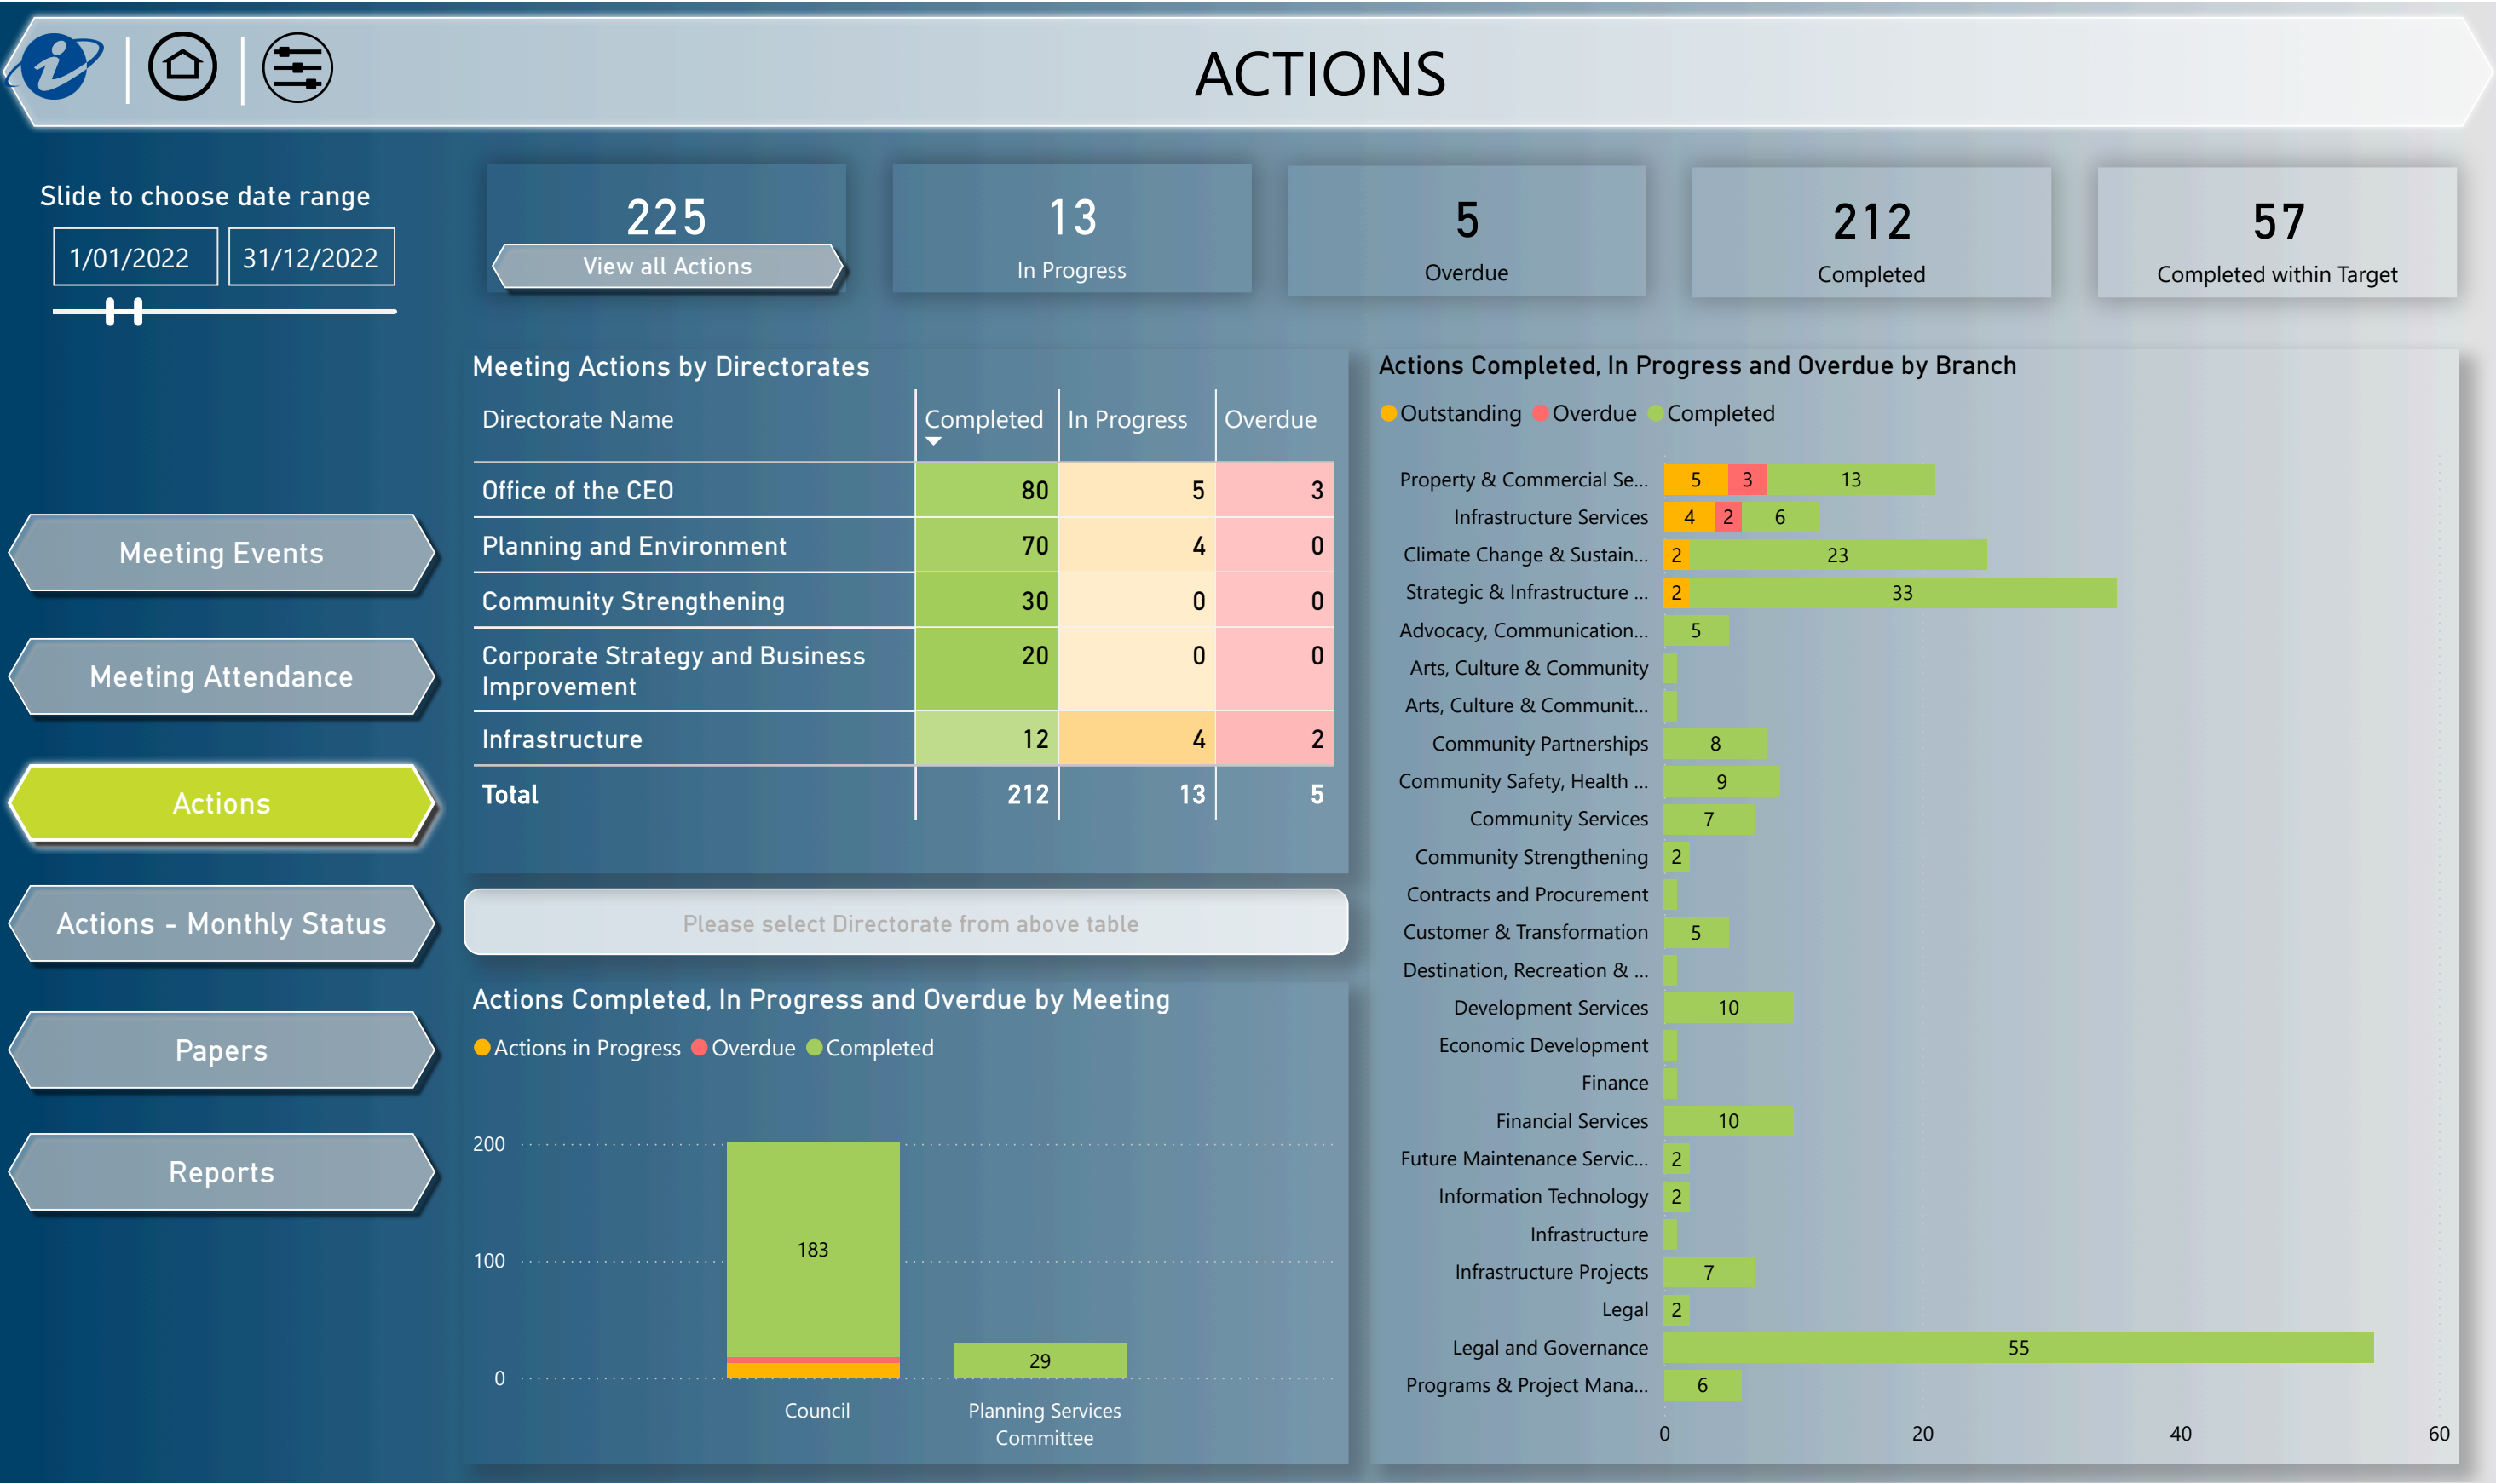 ACTIONS
Slide to choose date range
1/01/2022
31/12/2022
225
View all Actions
13
In Progress
5
Overdue
212
Completed
57
Completed within Target
Meeting Events
Meeting Attendance
Actions
Actions - Monthly Status
Papers
Reports
Meeting Actions by Directorates
Directorate Name Completed In Progress Overdue
Office of the CEO 80 5 3
Planning and Environment 70 4 0
Community Strengthening 30 0 0
Corporate Strategy and Business 20 0 0
Improvement
Infrastructure 12 4 2
Total 212 13 5
Please select Directorate from above table
Actions Completed, In Progress and Overdue by Meeting
Actions in Progress Overdue Completed
200
183
100
29
0
Council
Planning Services
Committee
Actions Completed, In Progress and Overdue by Branch
Outstanding Overdue Completed
Property & Commercial Se... 5 3 13
Infrastructure Services 4 2 6
Climate Change & Sustain... 2 23
Strategic & Infrastructure ... 2 33
Advocacy, Communication... 5
Arts, Culture & Community
Arts, Culture & Communit...
Community Partnerships 8
Community Safety, Health ... 9
Community Services 7
Community Strengthening 2
Contracts and Procurement
Customer & Transformation 5
Destination, Recreation & ...
Development Services 10
Economic Development
Finance
Financial Services 10
Future Maintenance Servic... 2
Information Technology 2
Infrastructure
Infrastructure Projects 7
Legal 2
Legal and Governance 55
Programs & Project Mana... 6
0 20 40 60